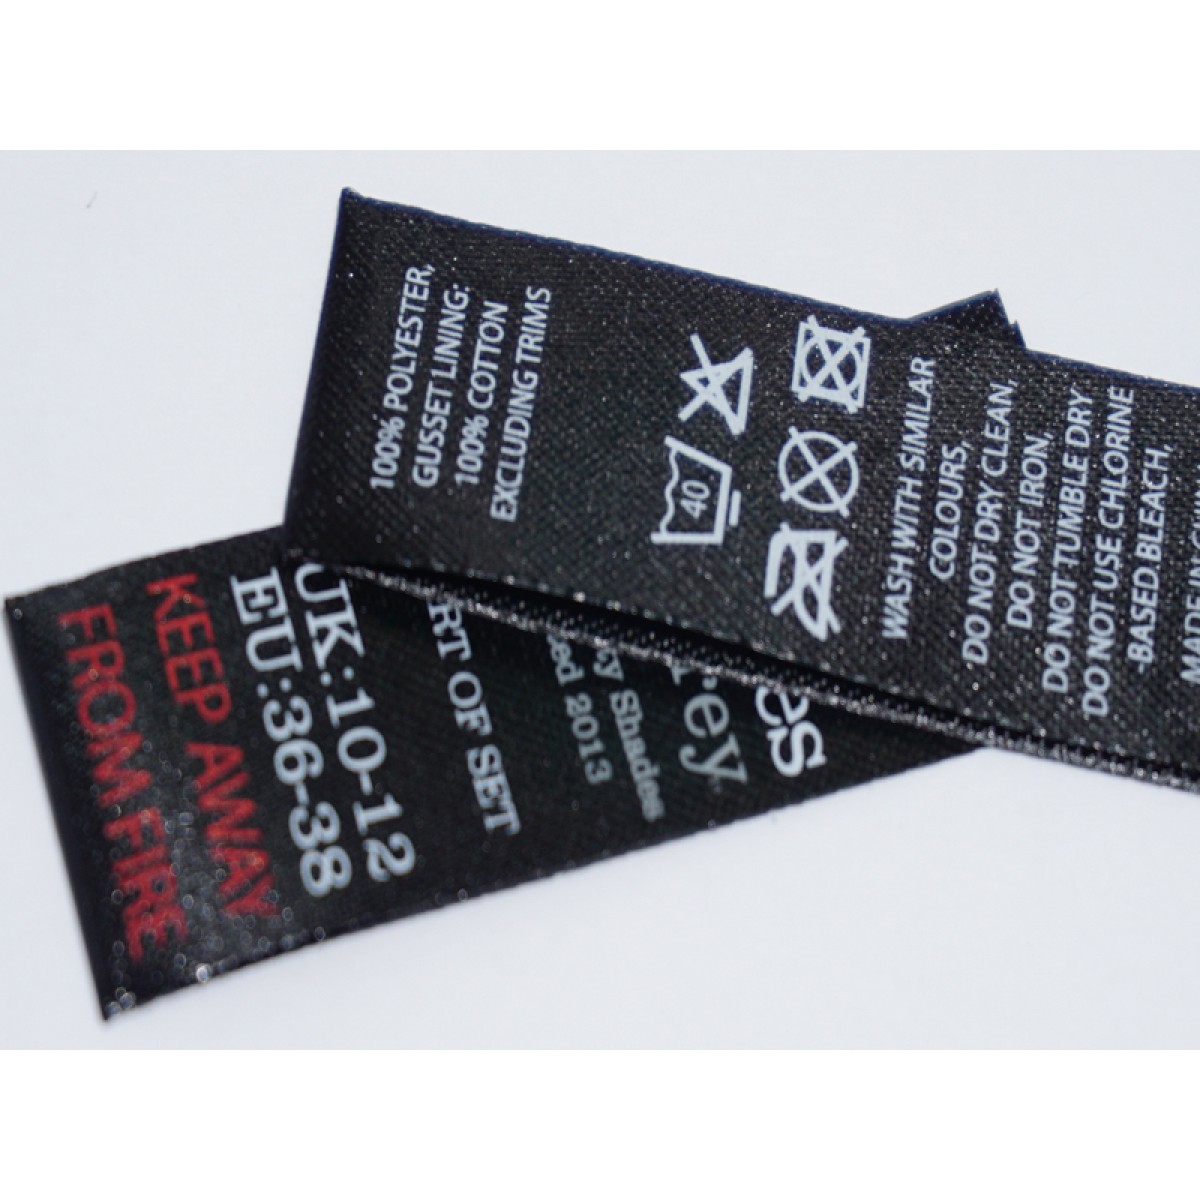 100% POLYESTER,
GUSSET LINING:
100% COTTON
EXCLUDING TRIMS
40
WASH WITH SIMILAR
COLOURS,
DO NOT DRY CLEAN,
DO NOT IRON,
DO NOT TUMBLE DRY
DO NOT USE CHLORINE
-BASED BLEACH,
MADE IN
KEEP AWAY
FROM FIRE
UK:10-12
EU:36-38
OF SET
2013
Shades